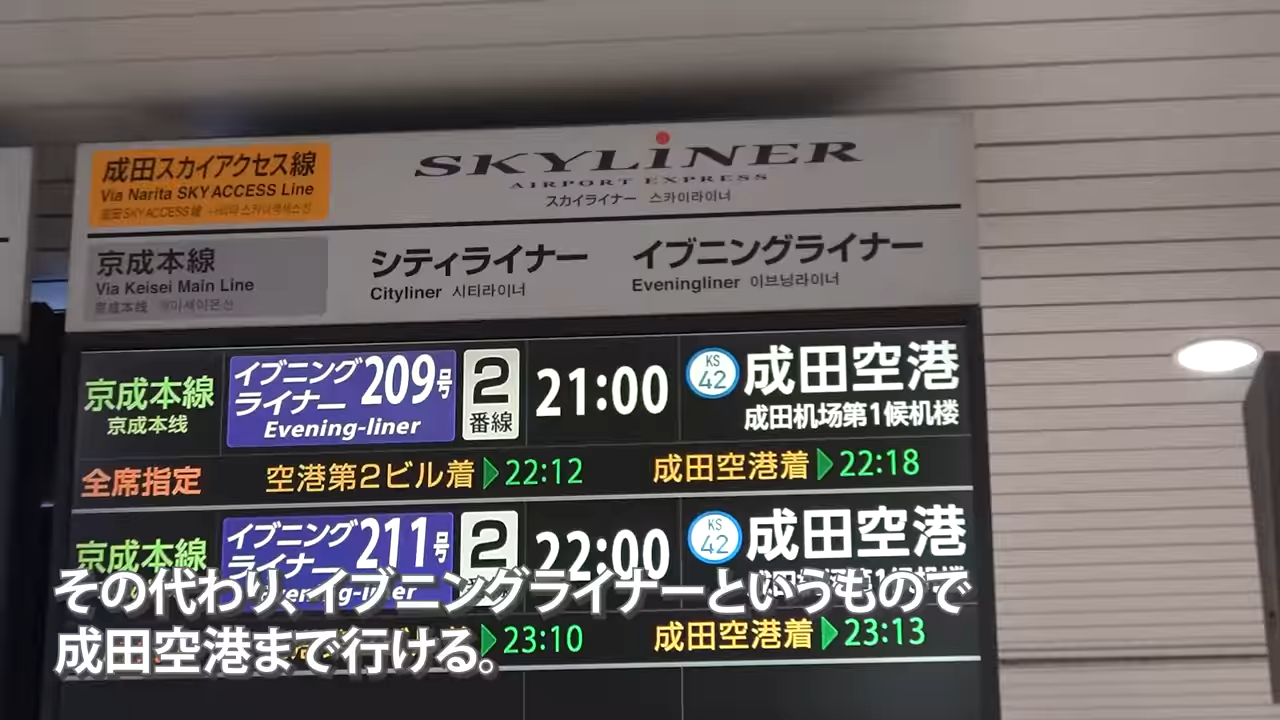 成田スカイアクセス線
Via Narita SKY ACCESS Line
SKYLINER
AIRPORT EXPRESS
スカイライナー 스카이라이너
京成本線
Via Keisei Main Line
京成本线
シティライナー
Cityliner 시티라이너
イブニングライナー
Eveningliner 이브닝라이너
京成本線
京成本线
イブニングライナー 209号
Evening-liner
2番線
21:00
KS 42
成田空港
成田机场第1候机楼
全席指定 空港第2ビル着 ▶ 22:12 成田空港着 ▶ 22:18
京成本線
イブニングライナー 211号
2
22:00
KS 42
成田空港
▶ 23:10 成田空港着 ▶ 23:13
その代わり、イブニングライナーというもので
成田空港まで行ける。